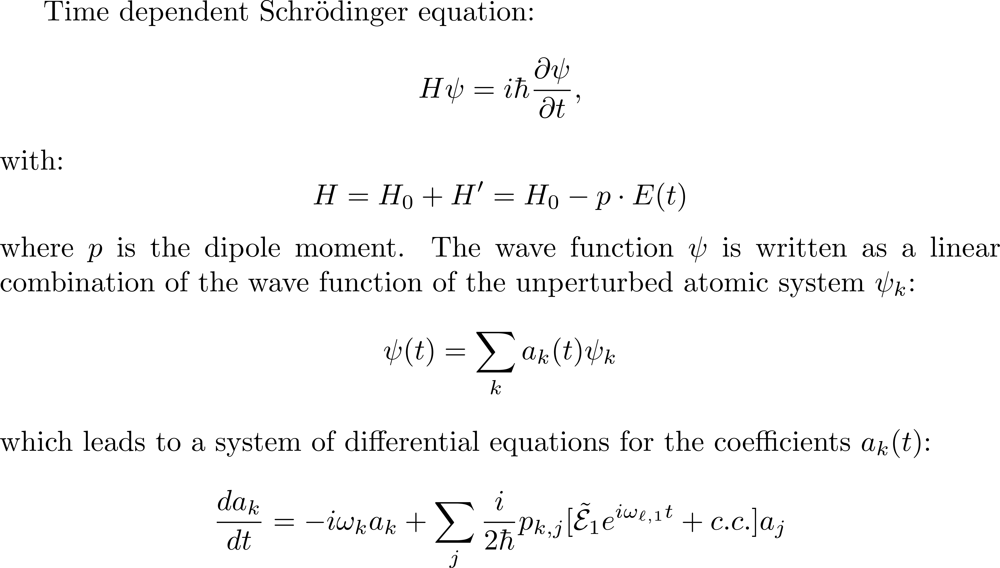 Time dependent Schrödinger equation:
$$H\psi = i\hbar \frac{\partial \psi}{\partial t},$$
with:
$$H = H_0 + H' = H_0 - p \cdot E(t)$$
where $p$ is the dipole moment. The wave function $\psi$ is written as a linear
combination of the wave function of the unperturbed atomic system $\psi_k$:
$$\psi(t) = \sum_k a_k(t)\psi_k$$
which leads to a system of differential equations for the coefficients $a_k(t)$:
$$\frac{da_k}{dt} = -i\omega_k a_k + \sum_j \frac{i}{2\hbar} p_{k,j} [\tilde{\mathcal{E}}_1 e^{i\omega_{\ell,1} t} + c.c.] a_j$$